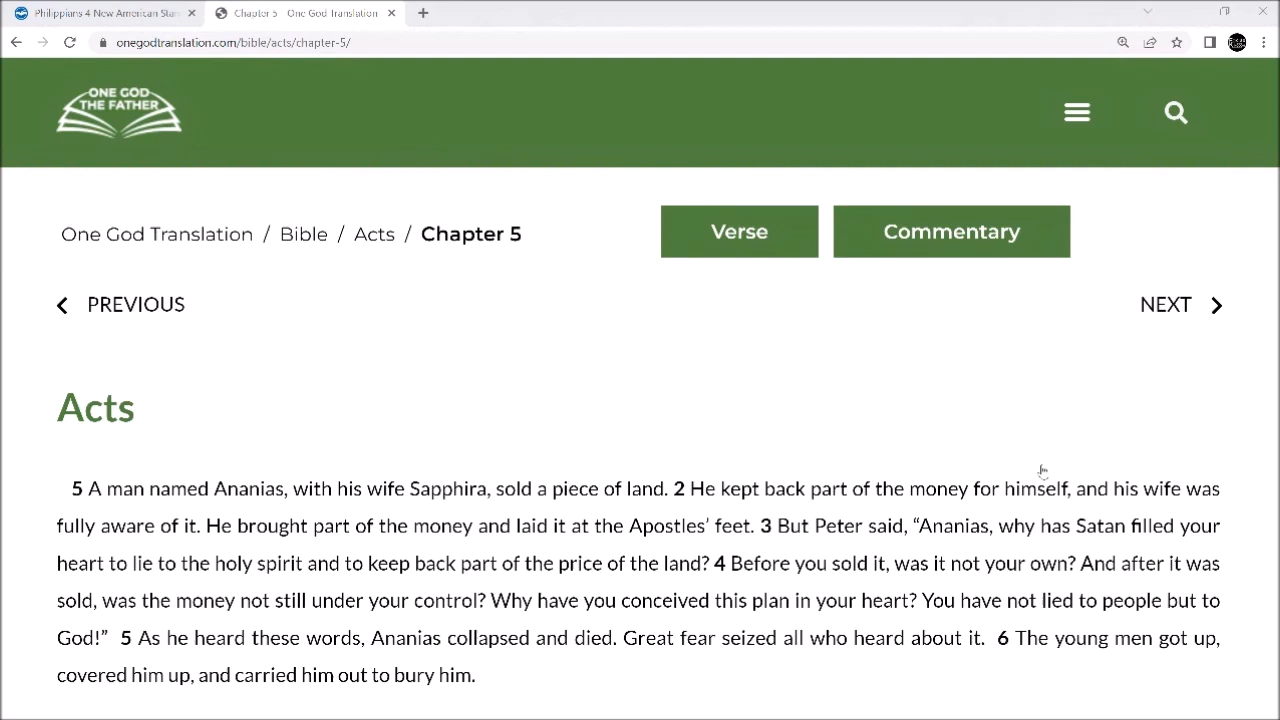 Philippians 4 New American Stan
Chapter 5 - One God Translation
onegodtranslation.com/bible/acts/chapter-5/
ONE GOD
THE FATHER
One God Translation / Bible / Acts / Chapter 5
Verse
Commentary
PREVIOUS
NEXT
Acts
5 A man named Ananias, with his wife Sapphira, sold a piece of land. 2 He kept back part of the money for himself, and his wife was
fully aware of it. He brought part of the money and laid it at the Apostles’ feet. 3 But Peter said, “Ananias, why has Satan filled your
heart to lie to the holy spirit and to keep back part of the price of the land? 4 Before you sold it, was it not your own? And after it was
sold, was the money not still under your control? Why have you conceived this plan in your heart? You have not lied to people but to
God!” 5 As he heard these words, Ananias collapsed and died. Great fear seized all who heard about it. 6 The young men got up,
covered him up, and carried him out to bury him.